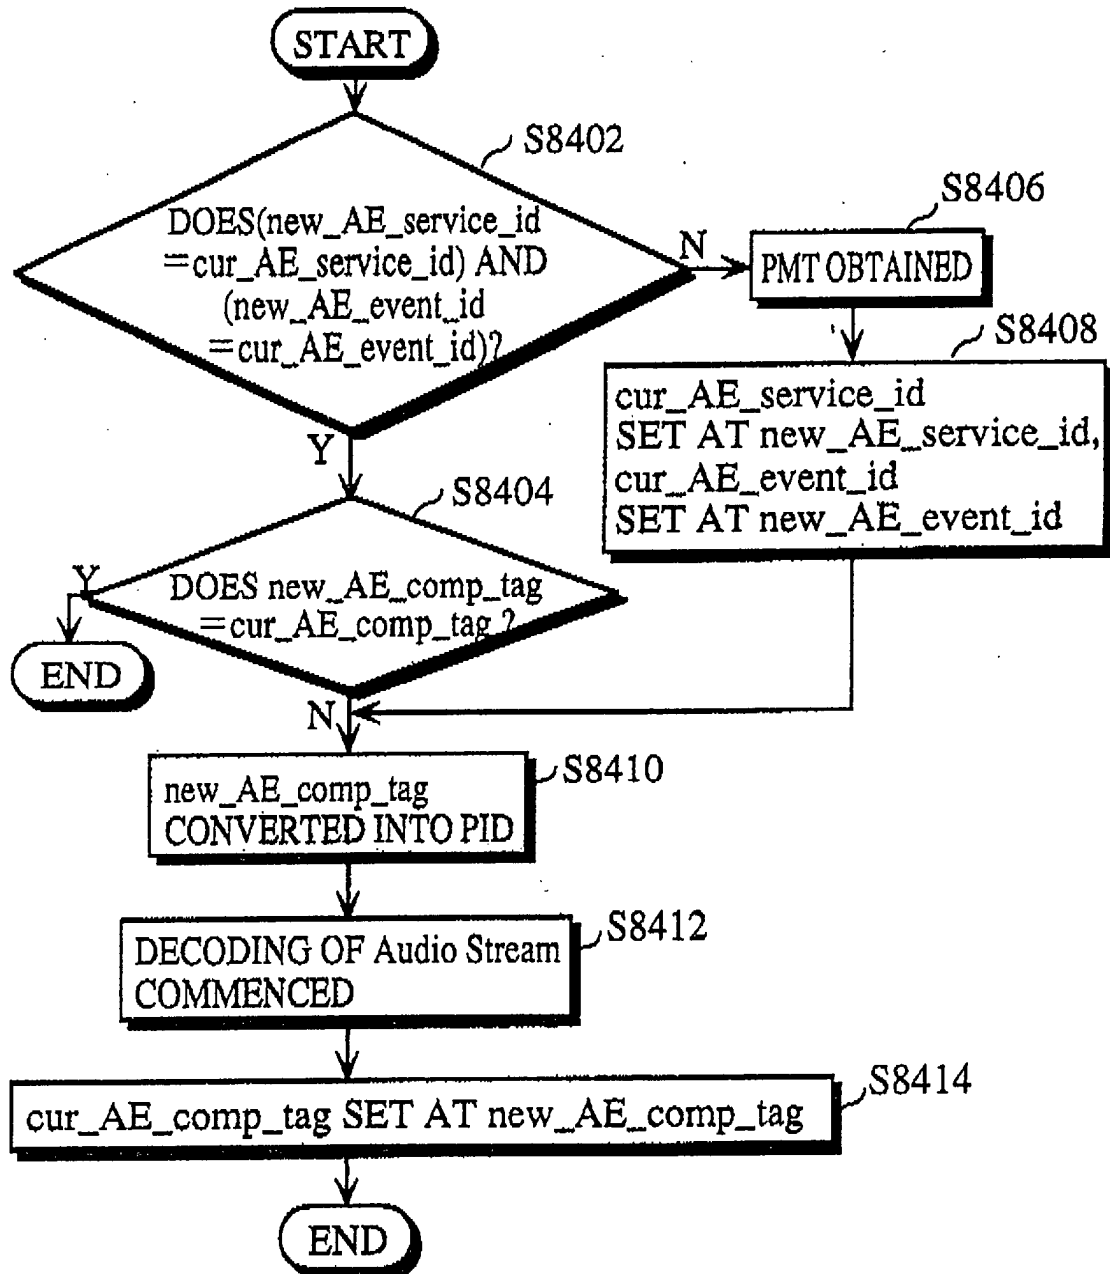 START
S8402
DOES(new_AE_service_id
=cur_AE_service_id) AND
(new_AE_event_id
=cur_AE_event_id)?
N
S8406
PMT OBTAINED
S8408
cur_AE_service_id
SET AT new_AE_service_id,
cur_AE_event_id
SET AT new_AE_event_id
Y
S8404
DOES new_AE_comp_tag
=cur_AE_comp_tag ?
Y
END
N
S8410
new_AE_comp_tag
CONVERTED INTO PID
S8412
DECODING OF Audio Stream
COMMENCED
S8414
cur_AE_comp_tag SET AT new_AE_comp_tag
END